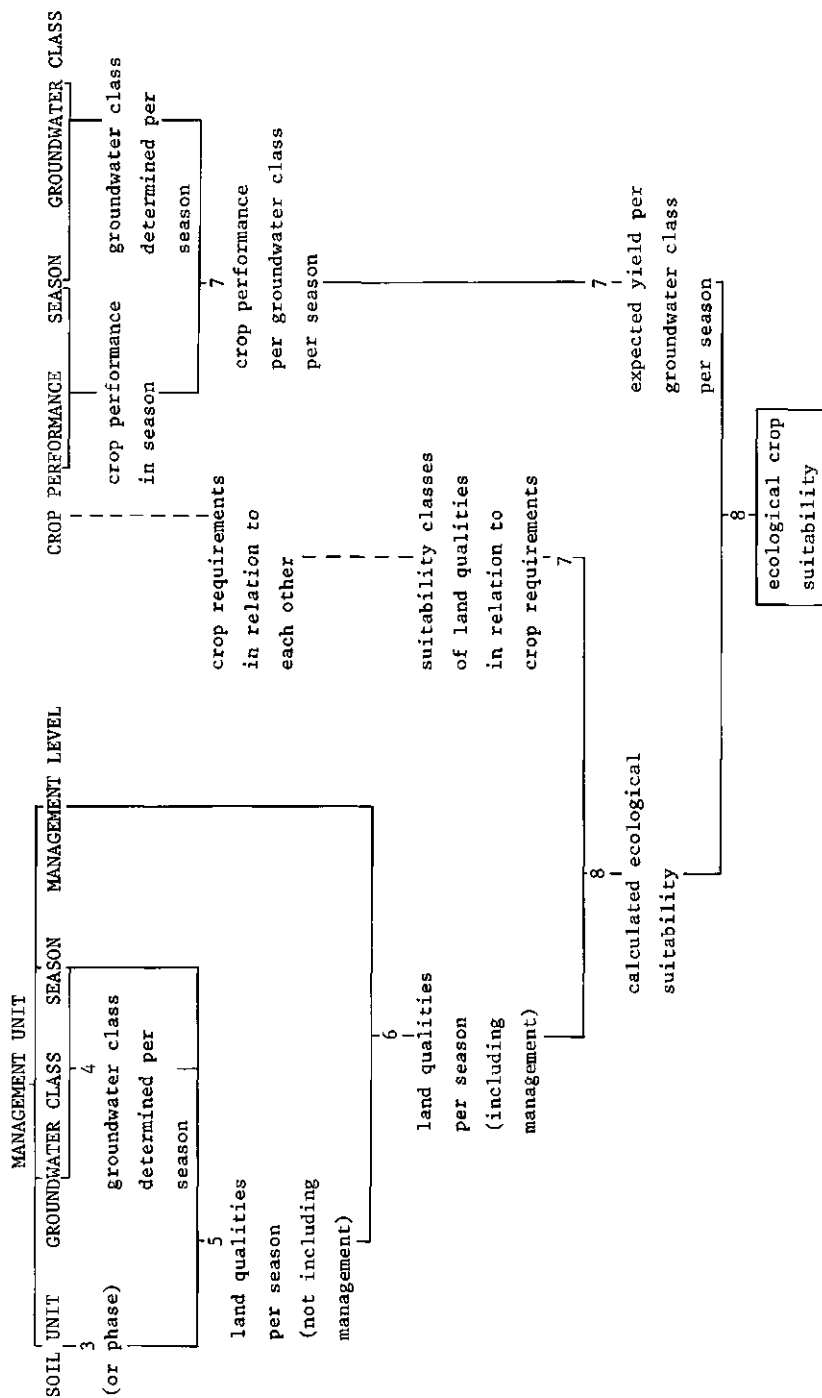 MANAGEMENT UNIT
SOIL UNIT GROUNDWATER CLASS SEASON MANAGEMENT LEVEL
CROP PERFORMANCE SEASON GROUNDWATER CLASS
3
(or phase)
4
groundwater class
determined per
season
5
land qualities
per season
(not including
management)
6
land qualities
per season
(including
management)
crop requirements
in relation to
each other
suitability classes
of land qualities
in relation to
crop requirements
7
crop performance
in season
groundwater class
determined per
season
7
crop performance
per groundwater class
per season
7
expected yield per
groundwater class
per season
8
calculated ecological
suitability
8
ecological crop
suitability